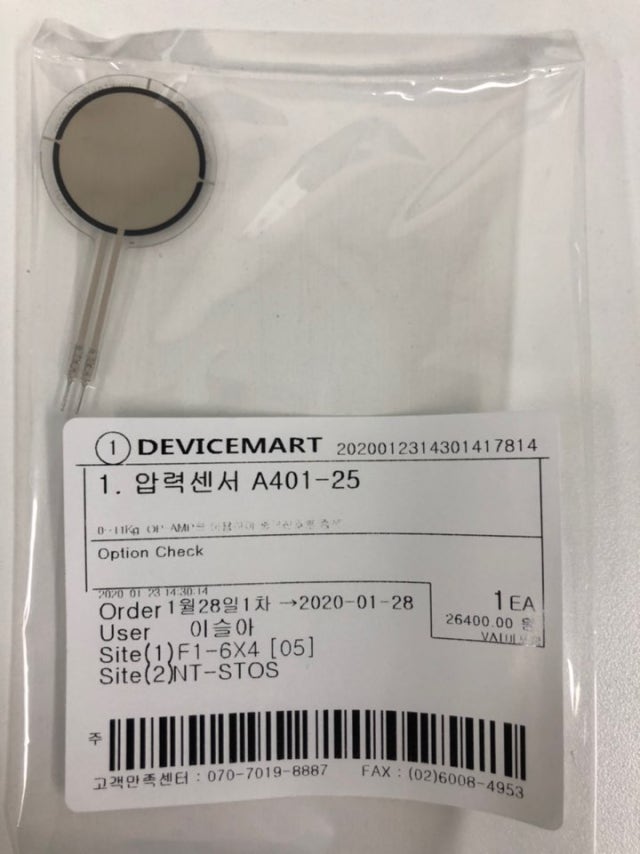 1 DEVICEMART 2020012314301417814
1. 압력센서 A401-25
Option Check
2020 01 23 14:30:14
Order 1월28일1차 →2020-01-28
1 EA
User 이슬아
26400.00 원
Site(1)F1-6X4 [05]
Site(2)NT-STOS
주
고객만족센터 : 070-7019-8887 FAX : (02)6008-4953